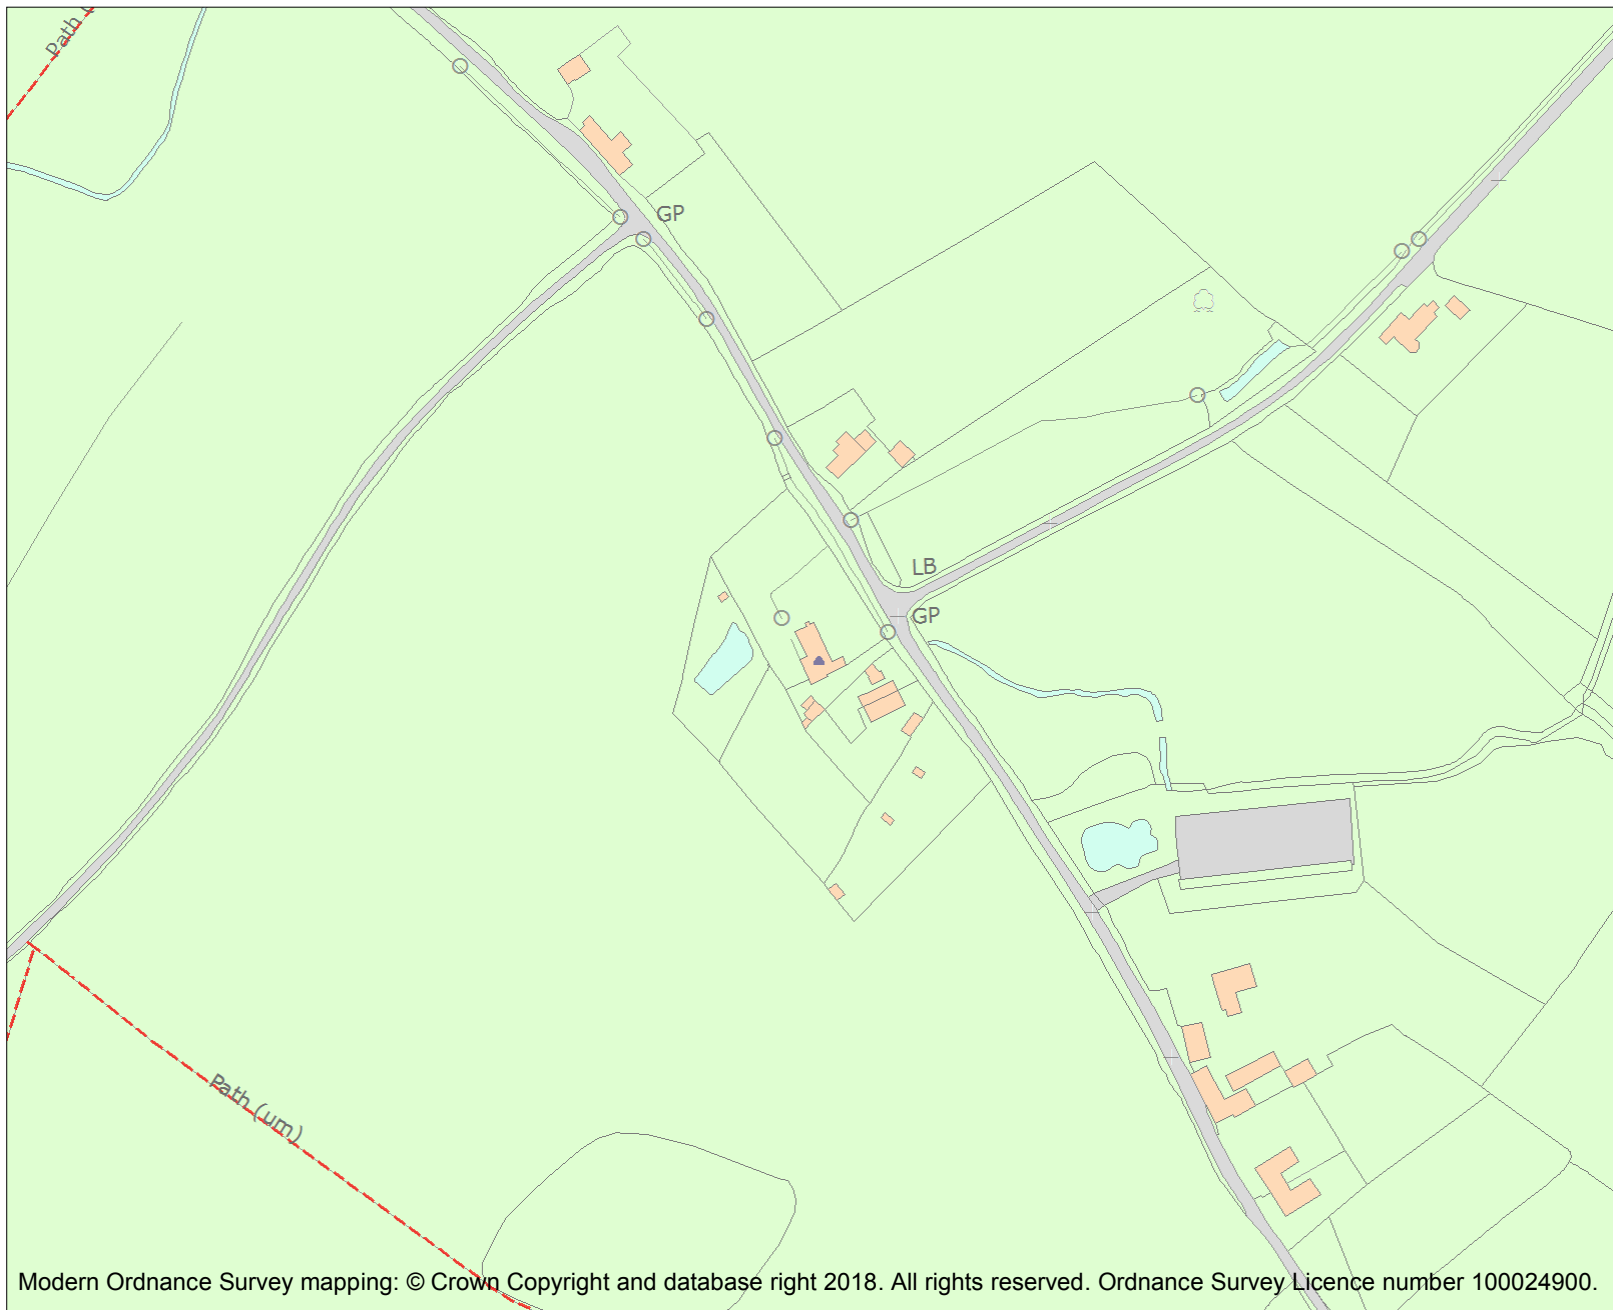 Path
GP
LB
GP
Path (um)
Modern Ordnance Survey mapping: © Crown Copyright and database right 2018. All rights reserved. Ordnance Survey Licence number 100024900.